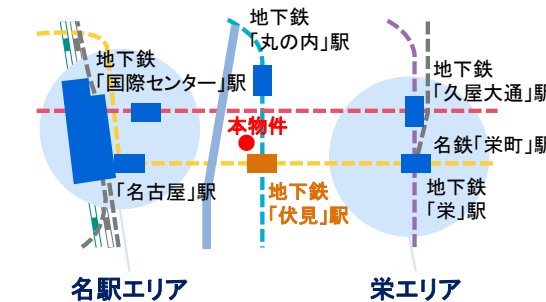 地下鉄
「国際センター」駅
地下鉄
「丸の内」駅
地下鉄
「久屋大通」駅
本物件
名鉄「栄町」駅
「名古屋」駅
地下鉄
「伏見」駅
地下鉄
「栄」駅
名駅エリア
栄エリア